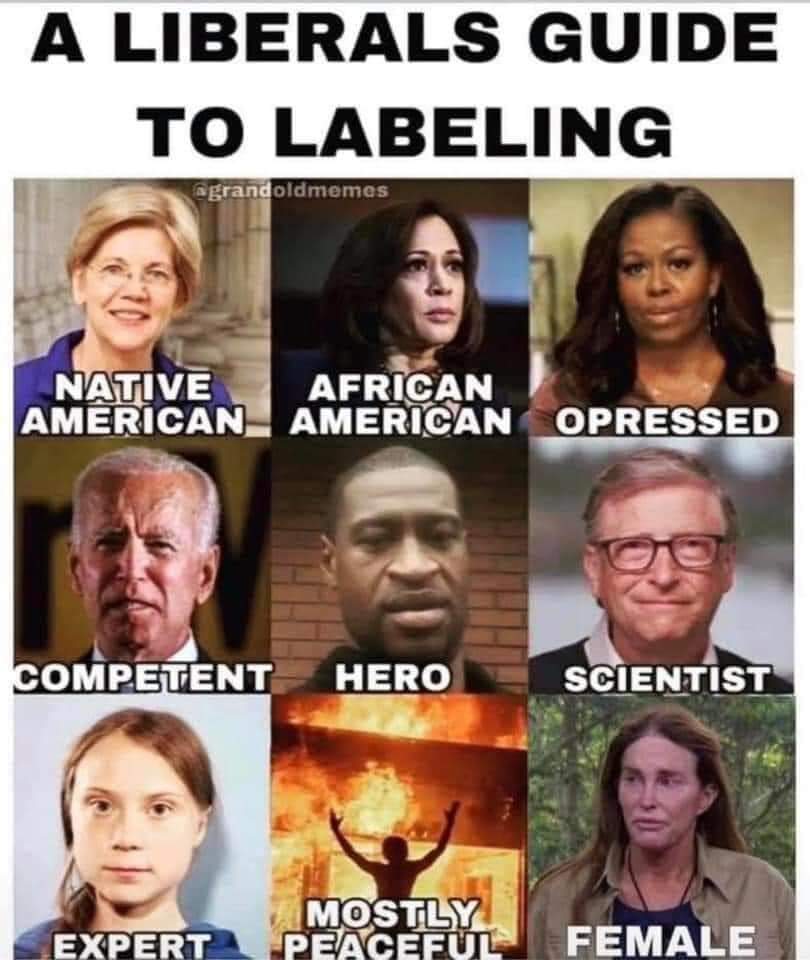 A LIBERALS GUIDE
TO LABELING
@grandoldmemes
NATIVE
AMERICAN
AFRICAN
AMERICAN
OPRESSED
COMPETENT
HERO
SCIENTIST
EXPERT
MOSTLY
PEACEFUL
FEMALE